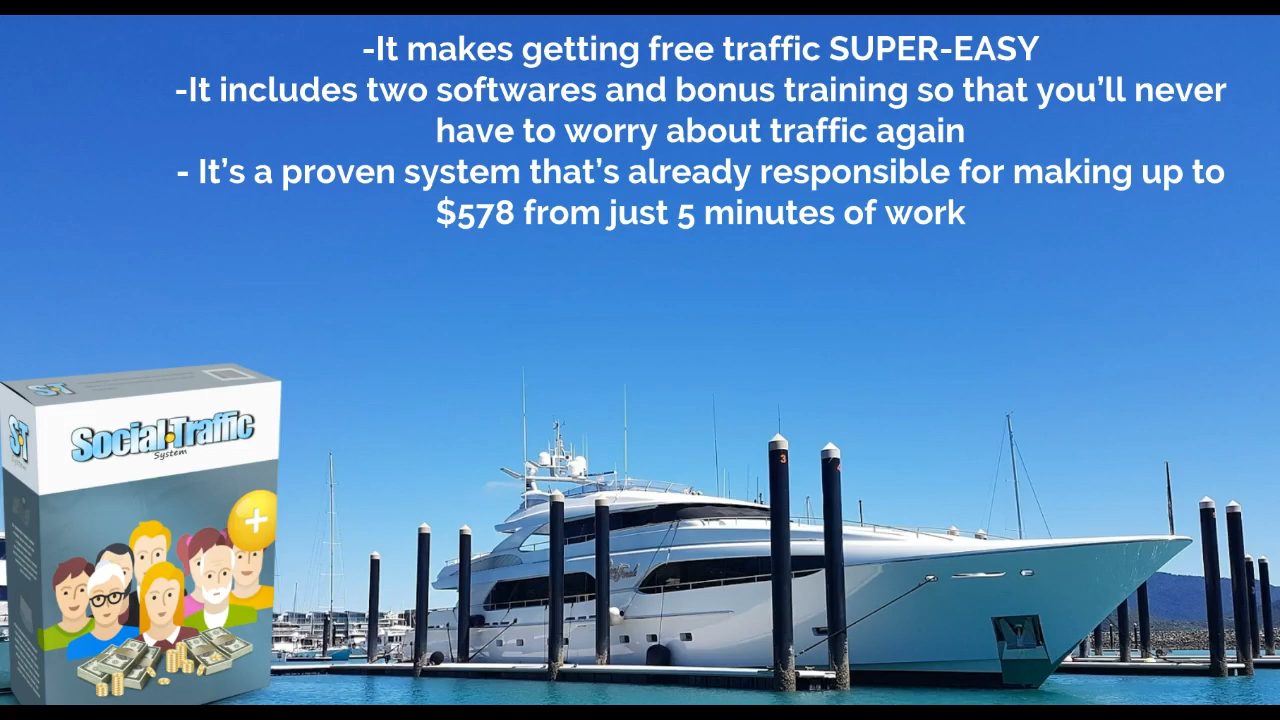 -It makes getting free traffic SUPER-EASY
-It includes two softwares and bonus training so that you’ll never
have to worry about traffic again
- It’s a proven system that’s already responsible for making up to
$578 from just 5 minutes of work
S•T
S•T
Social•Traffic
System
3